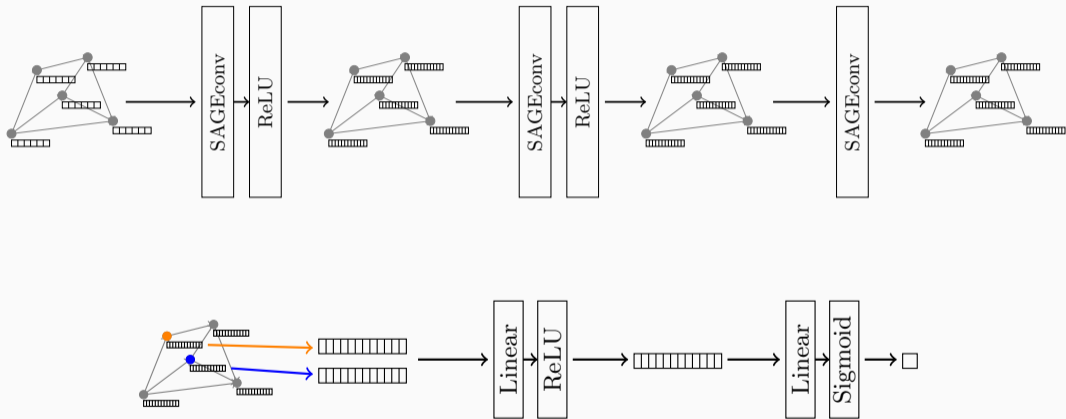 SAGEconv
ReLU
SAGEconv
ReLU
SAGEconv
Linear
ReLU
Linear
Sigmoid